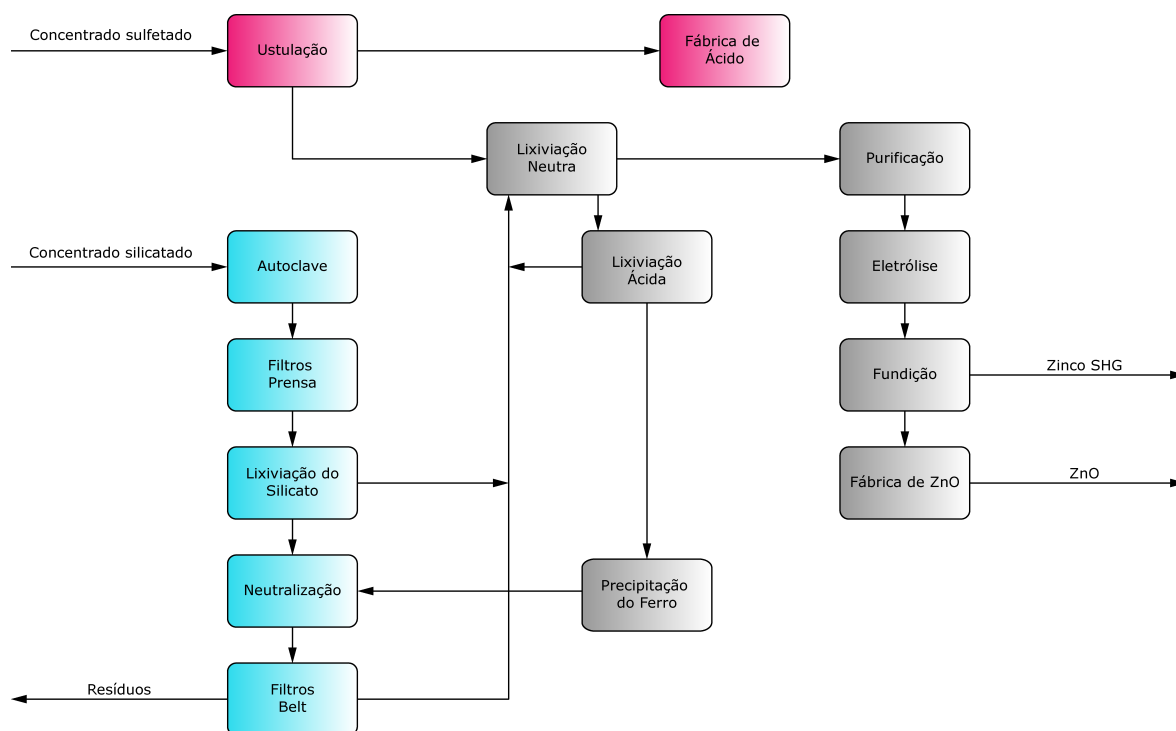 Concentrado sulfetado
Ustulação
Fábrica de
Ácido
Lixiviação
Neutra
Purificação
Concentrado silicatado
Autoclave
Lixiviação
Ácida
Eletrólise
Filtros
Prensa
Fundição
Zinco SHG
Lixiviação do
Silicato
Fábrica de ZnO
ZnO
Neutralização
Precipitação
do Ferro
Resíduos
Filtros
Belt